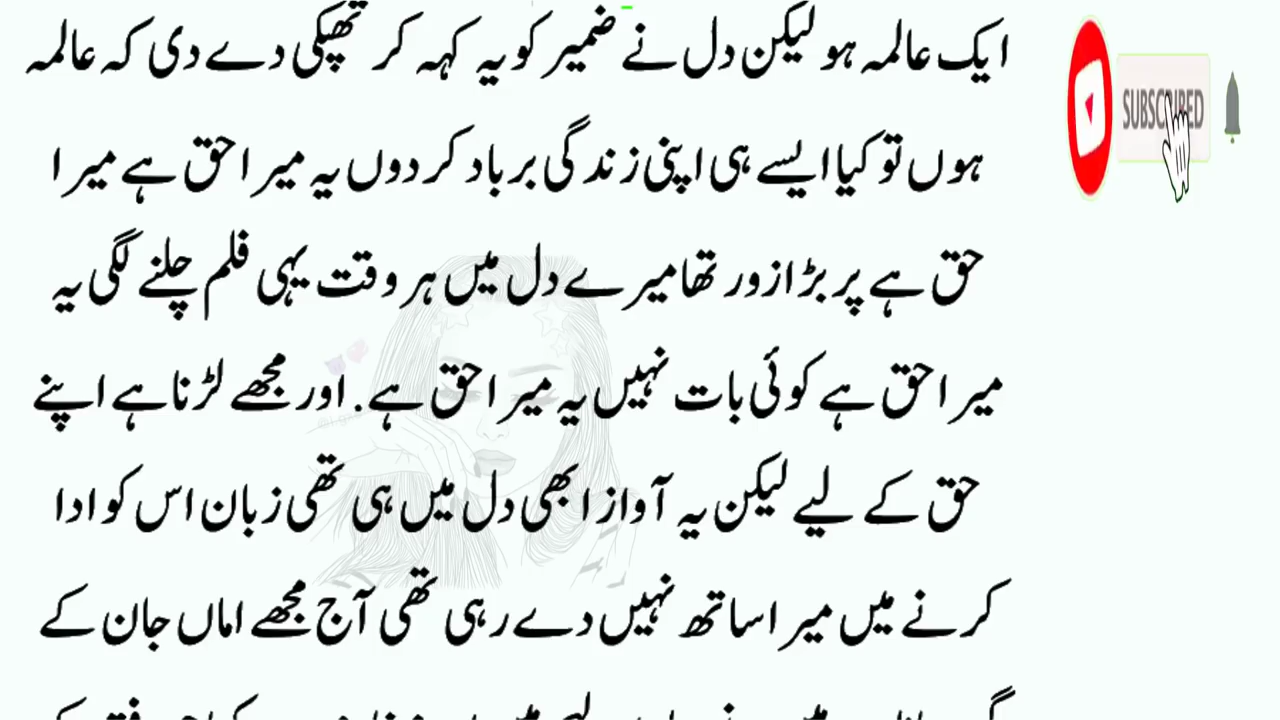 ایک عالمہ ہو لیکن دل نے ضمیر کو یہ کہہ کر تھپکی دے دی کہ عالمہ
ہوں تو کیا ایسے ہی اپنی زندگی برباد کر دوں یہ میرا حق ہے میرا
حق ہے پر بڑا زور تھا میرے دل میں ہر وقت یہی فلم چلنے لگی یہ
میرا حق ہے کوئی بات نہیں یہ میرا حق ہے. اور مجھے لڑنا ہے اپنے
حق کے لیے لیکن یہ آواز ابھی دل میں ہی تھی زبان اس کو ادا
کرنے میں میرا ساتھ نہیں دے رہی تھی آج مجھے اماں جان کے
SUBSCRIBED